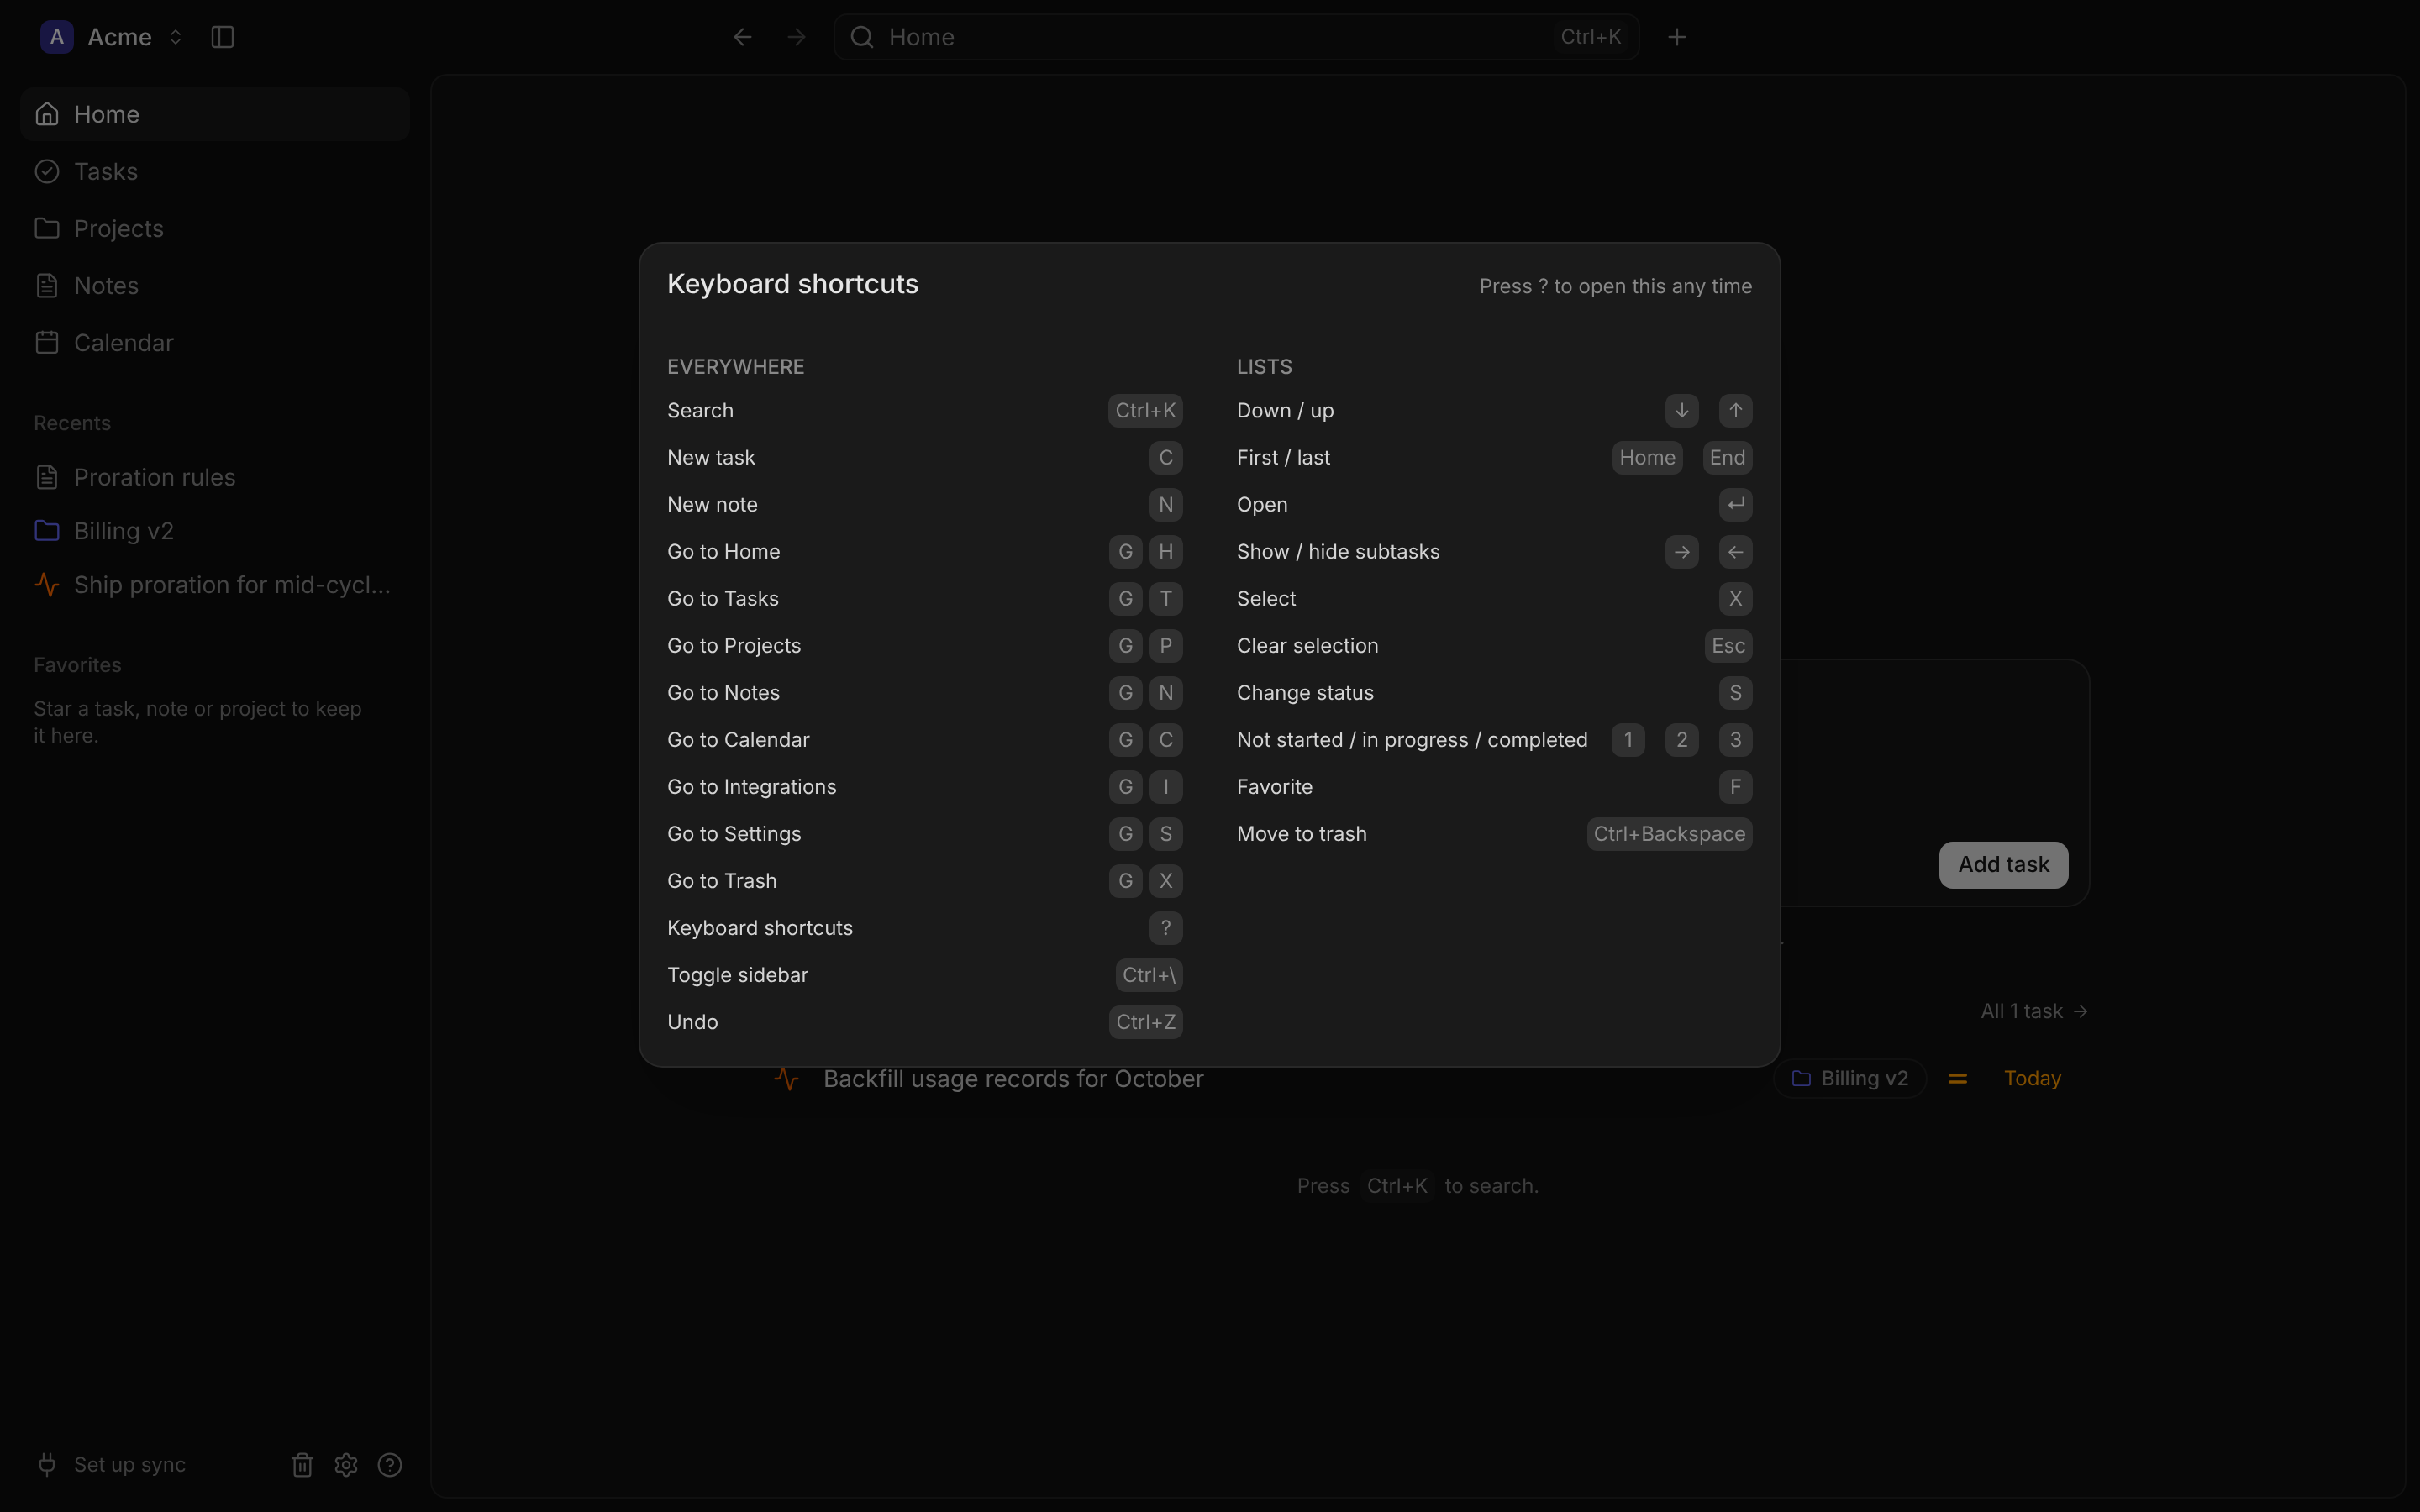 A Acme
Home Ctrl+K
Home
Tasks
Projects
Notes
Calendar
Recents
Proration rules
Billing v2
Ship proration for mid-cycl...
Favorites
Star a task, note or project to keep
it here.
Set up sync
Keyboard shortcuts
Press ? to open this any time
EVERYWHERE
Search Ctrl+K
New task C
New note N
Go to Home G H
Go to Tasks G T
Go to Projects G P
Go to Notes G N
Go to Calendar G C
Go to Integrations G I
Go to Settings G S
Go to Trash G X
Keyboard shortcuts ?
Toggle sidebar Ctrl+\
Undo Ctrl+Z
LISTS
Down / up ↓ ↑
First / last Home End
Open ↵
Show / hide subtasks → ←
Select X
Clear selection Esc
Change status S
Not started / in progress / completed 1 2 3
Favorite F
Move to trash Ctrl+Backspace
Add task
All 1 task →
Backfill usage records for October Billing v2 Today
Press Ctrl+K to search.